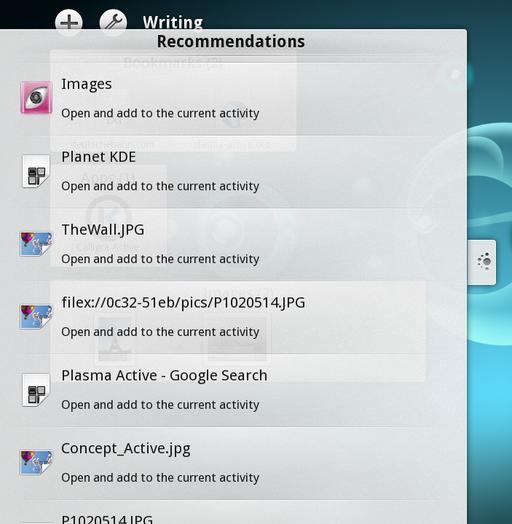 Writing
Recommendations
Bookmarks (2)
Images
Open and add to the current activity
Planet KDE
Open and add to the current activity
Apps (1)
TheWall.JPG
Open and add to the current activity
Calligra Active
Images (2)
filex://0c32-51eb/pics/P1020514.JPG
Open and add to the current activity
Plasma Active - Google Search
Open and add to the current activity
Concept_Active.jpg
Open and add to the current activity
P1020514.JPG